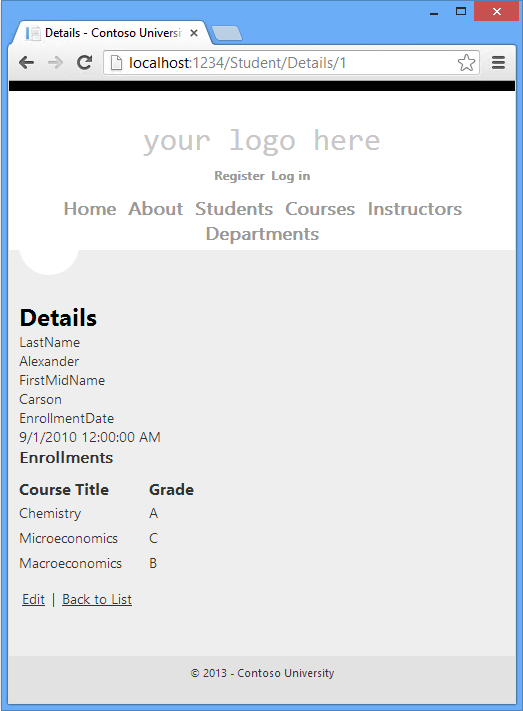 Details - Contoso Universi
localhost:1234/Student/Details/1
your logo here
Register Log in
Home About Students Courses Instructors
Departments
Details
LastName
Alexander
FirstMidName
Carson
EnrollmentDate
9/1/2010 12:00:00 AM
Enrollments
Course Title Grade
Chemistry A
Microeconomics C
Macroeconomics B
Edit | Back to List
© 2013 - Contoso University